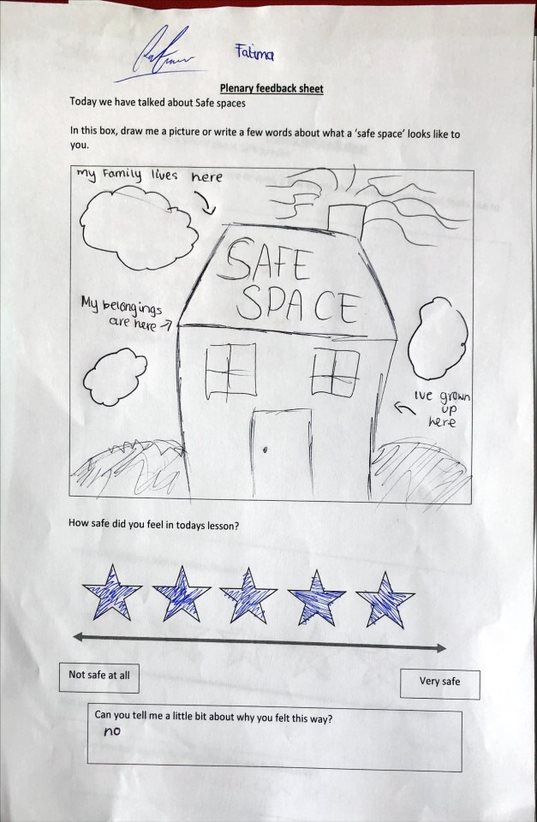 Fatima
Plenary feedback sheet
Today we have talked about Safe spaces
In this box, draw me a picture or write a few words about what a ‘safe space’ looks like to
you.
my Family lives here
SAFE
SPACE
My belongings
are here
Ive grown
up
here
How safe did you feel in todays lesson?
Not safe at all
Very safe
Can you tell me a little bit about why you felt this way?
no